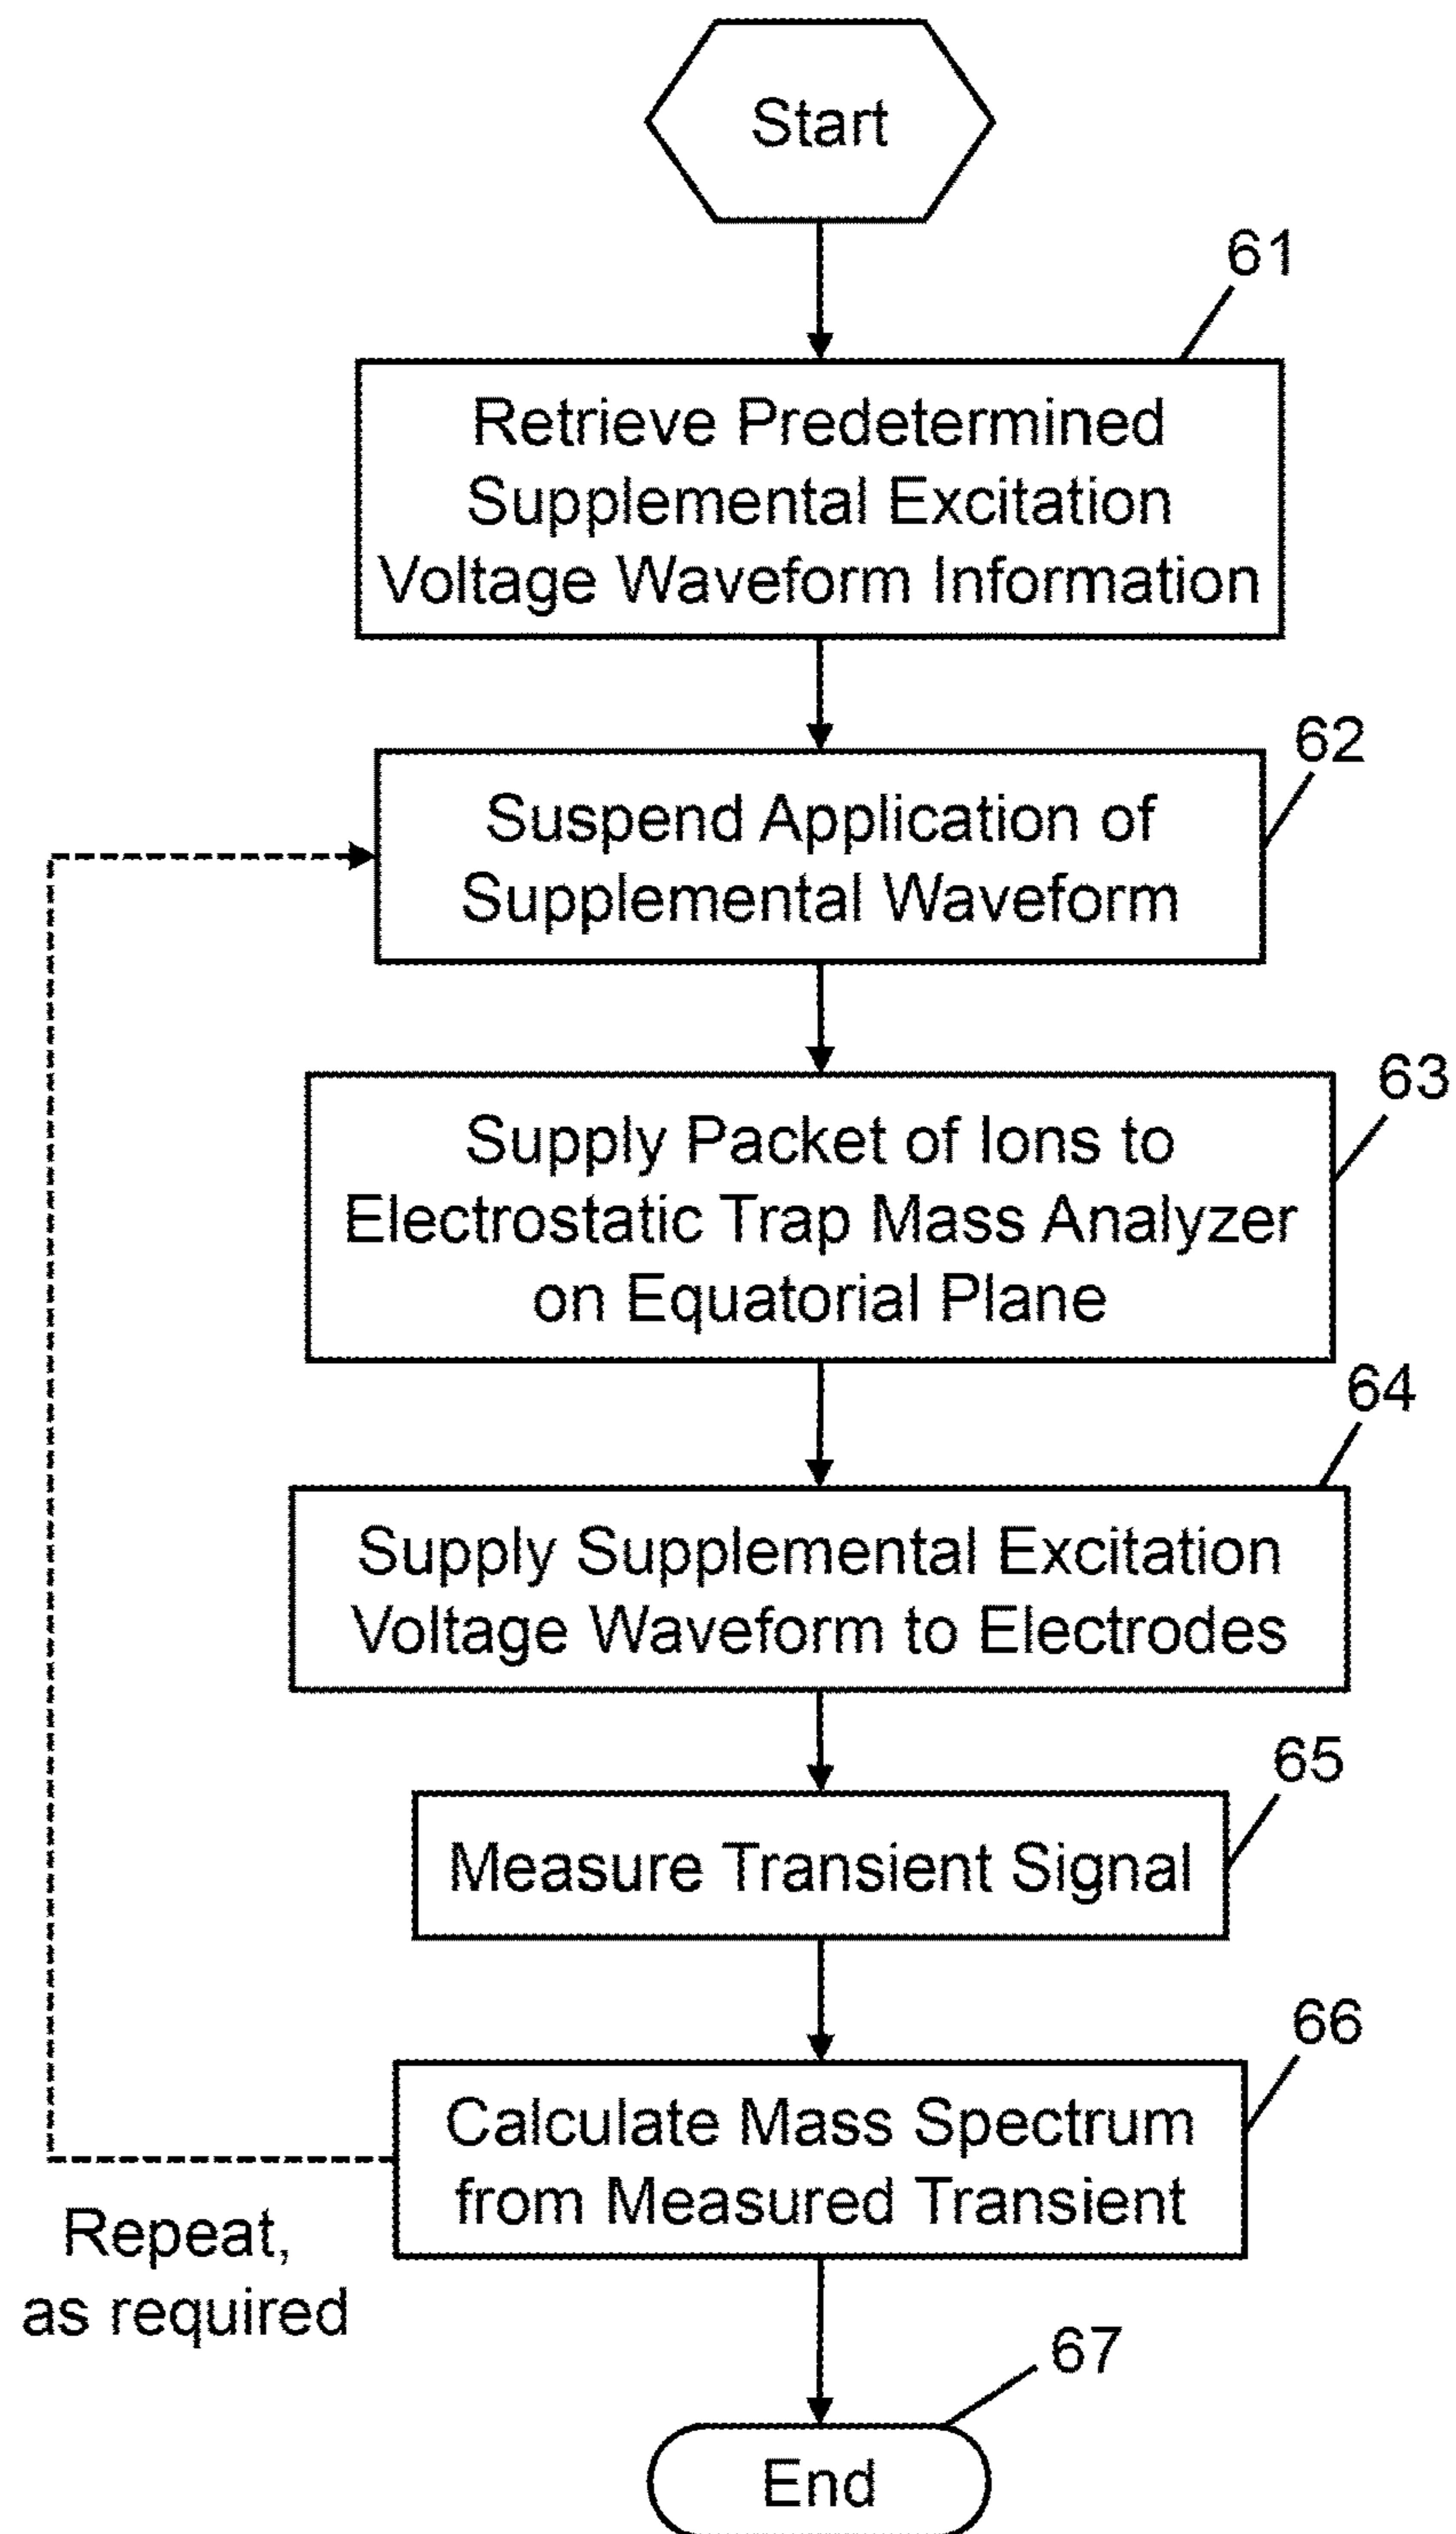 Start
61
Retrieve Predetermined
Supplemental Excitation
Voltage Waveform Information
62
Suspend Application of
Supplemental Waveform
63
Supply Packet of Ions to
Electrostatic Trap Mass Analyzer
on Equatorial Plane
64
Supply Supplemental Excitation
Voltage Waveform to Electrodes
65
Measure Transient Signal
66
Calculate Mass Spectrum
from Measured Transient
Repeat,
as required
67
End